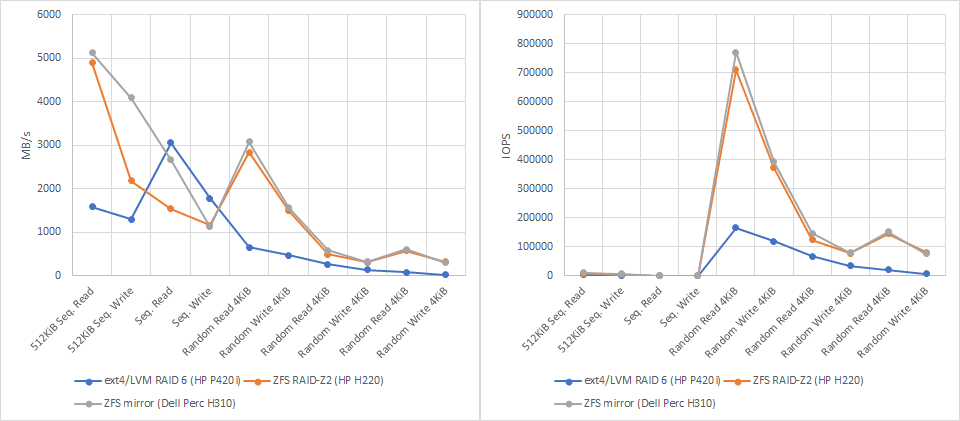 6000
5000
4000
3000
2000
1000
0
MB/s
512KiB Seq. Read
512KiB Seq. Write
Seq. Read
Seq. Write
Random Read 4KiB
Random Write 4KiB
Random Read 4KiB
Random Write 4KiB
Random Read 4KiB
Random Write 4KiB
ext4/LVM RAID 6 (HP P420i)
ZFS RAID-Z2 (HP H220)
ZFS mirror (Dell Perc H310)
900000
800000
700000
600000
500000
400000
300000
200000
100000
0
IOPS
512KiB Seq. Read
512KiB Seq. Write
Seq. Read
Seq. Write
Random Read 4KiB
Random Write 4KiB
Random Read 4KiB
Random Write 4KiB
Random Read 4KiB
Random Write 4KiB
ext4/LVM RAID 6 (HP P420i)
ZFS RAID-Z2 (HP H220)
ZFS mirror (Dell Perc H310)